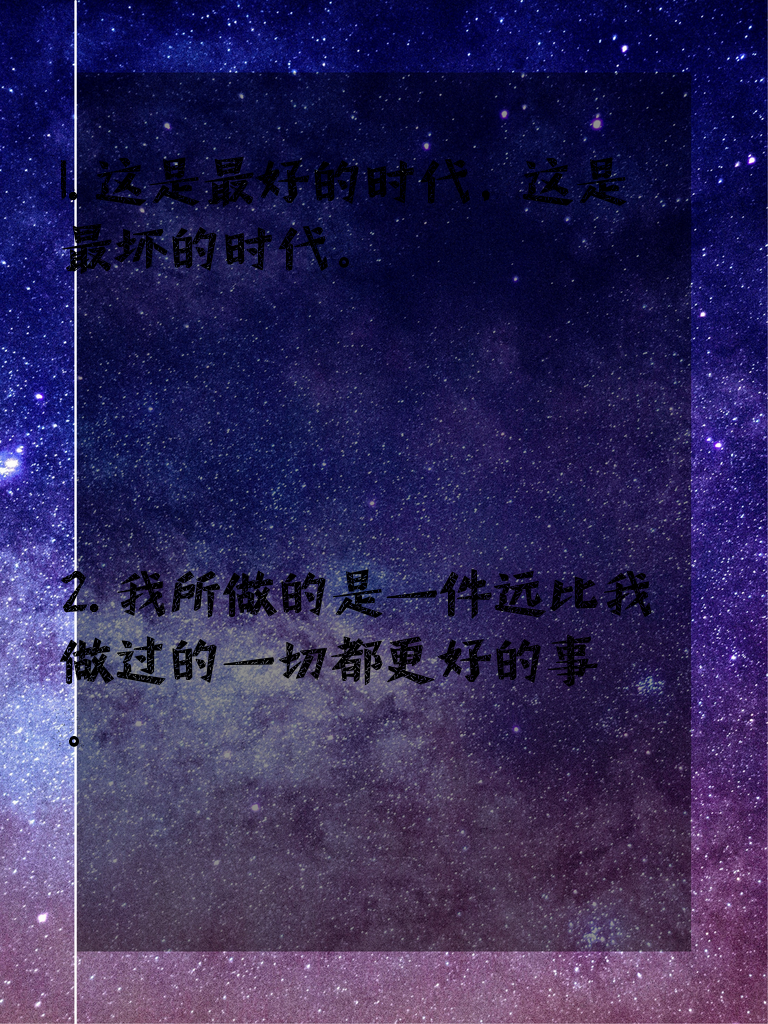 1. 这是最好的时代，这是
最坏的时代。
2. 我所做的是一件远比我
做过的一切都更好的事
。